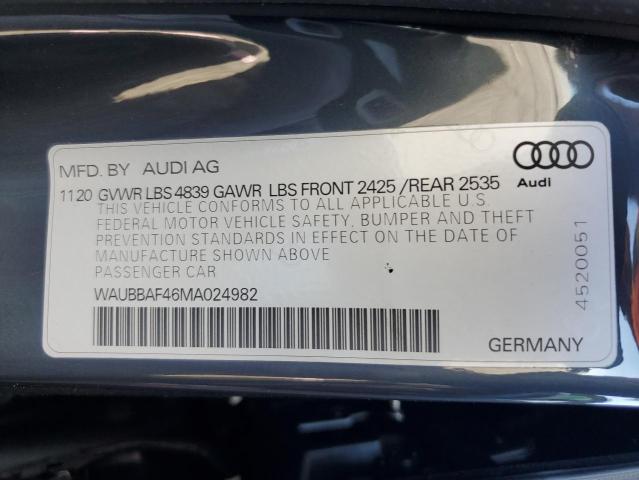 MFD. BY AUDI AG
11 20 GVWR LBS 4839 GAWR LBS FRONT 2425 /REAR 2535
Audi
THIS VEHICLE CONFORMS TO ALL APPLICABLE U.S.
FEDERAL MOTOR VEHICLE SAFETY, BUMPER AND THEFT
PREVENTION STANDARDS IN EFFECT ON THE DATE OF
MANUFACTURE SHOWN ABOVE
PASSENGER CAR
WAUBBAF46MA024982
4520051
GERMANY